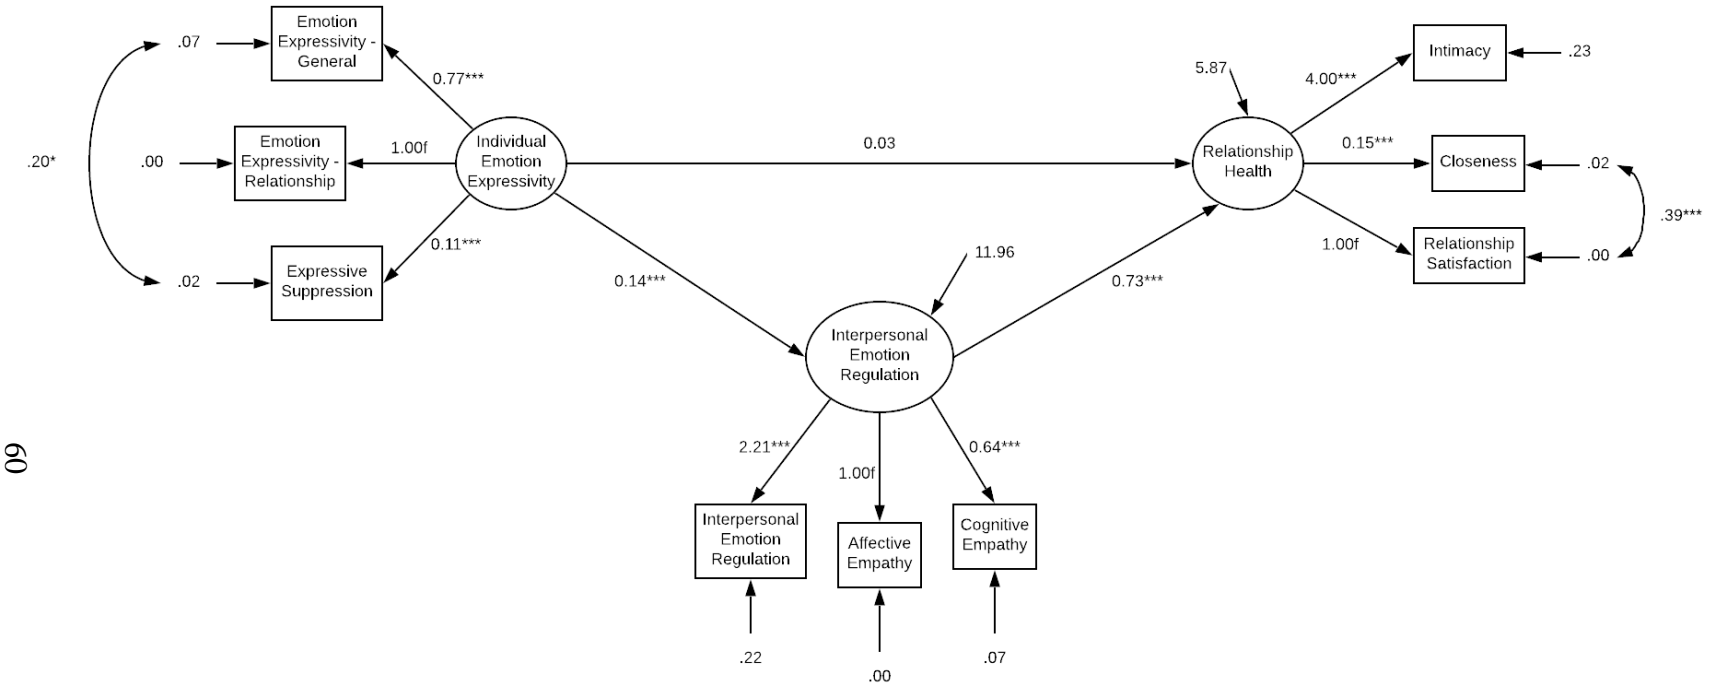 Emotion
Expressivity -
General
.07
0.77***
Emotion
Expressivity -
Relationship
.00
1.00f
.20*
Expressive
Suppression
.02
0.11***
Individual
Emotion
Expressivity
0.03
0.14***
5.87
Relationship
Health
4.00***
Intimacy
.23
0.15***
Closeness
.02
.39***
1.00f
Relationship
Satisfaction
.00
11.96
0.73***
Interpersonal
Emotion
Regulation
2.21***
1.00f
0.64***
Interpersonal
Emotion
Regulation
Affective
Empathy
Cognitive
Empathy
.22
.00
.07
60